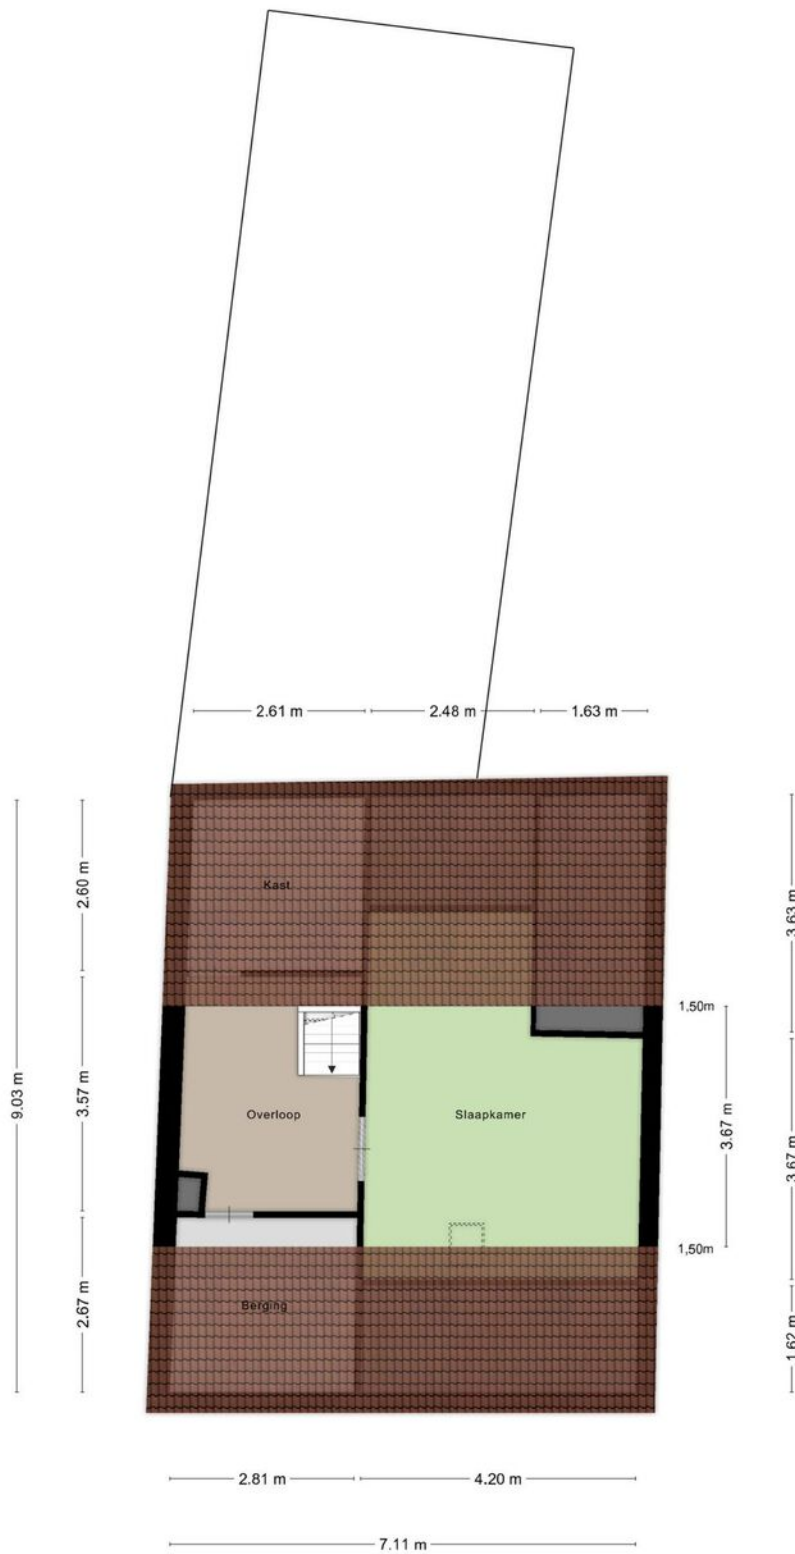 2.61 m
2.48 m
1.63 m
Kast
2.60 m
3.63 m
1,50m
9.03 m
3.57 m
Overloop
Slaapkamer
3.67 m
3.67 m
1,50m
2.67 m
Berging
1.62 m
2.81 m
4.20 m
7.11 m